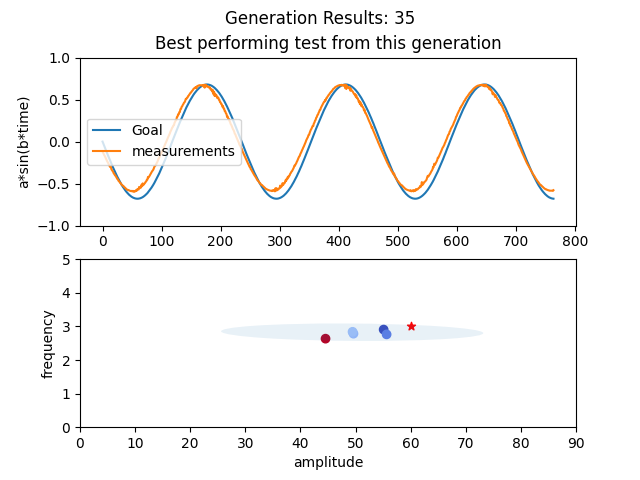 Generation Results: 35
Best performing test from this generation
a*sin(b*time)
1.0
0.5
0.0
−0.5
−1.0
Goal
measurements
0 100 200 300 400 500 600 700 800
frequency
5
4
3
2
1
0
0 10 20 30 40 50 60 70 80 90
amplitude